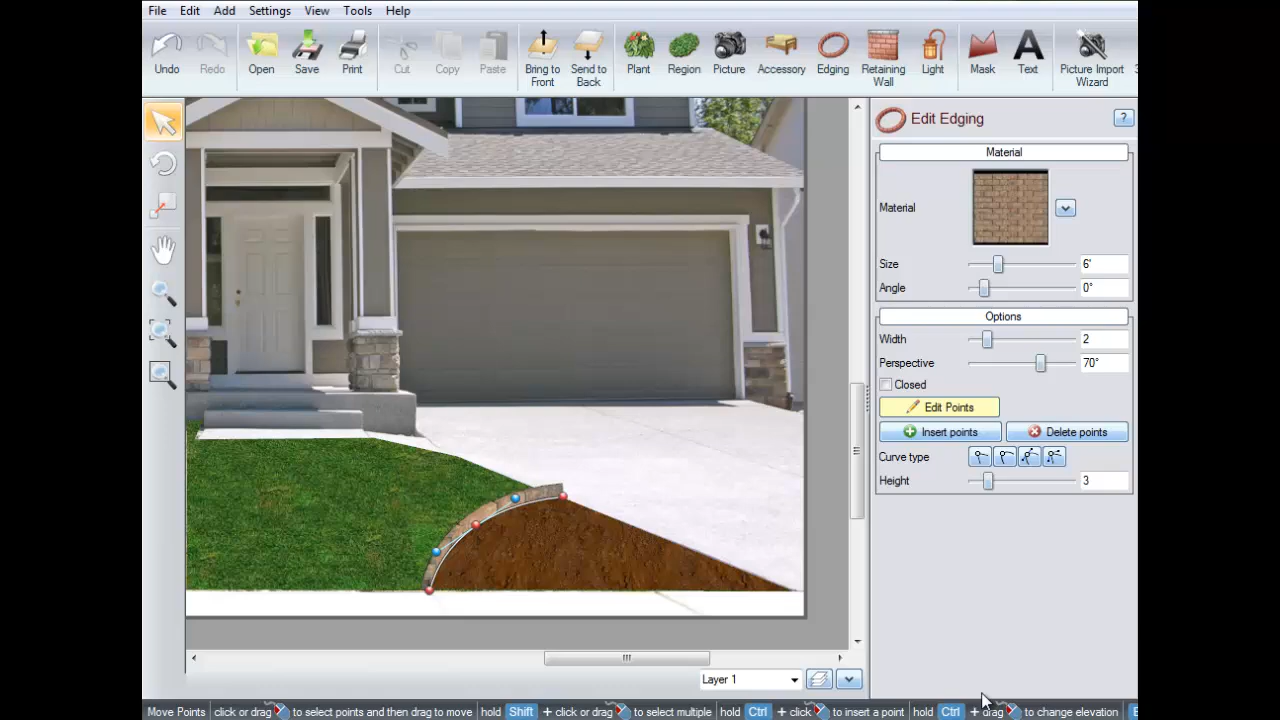 File Edit Add Settings View Tools Help
Undo Redo Open Save Print Cut Copy Paste Bring to Front Send to Back Plant Region Picture Accessory Edging Retaining Wall Light Mask Text Picture Import Wizard
Edit Edging ?
Material
Material
Size 6'
Angle 0°
Options
Width 2
Perspective 70°
Closed
Edit Points
Insert points Delete points
Curve type
Height 3
Layer 1
Move Points click or drag to select points and then drag to move hold Shift + click or drag to select multiple hold Ctrl + click to insert a point hold Ctrl + drag to change elevation